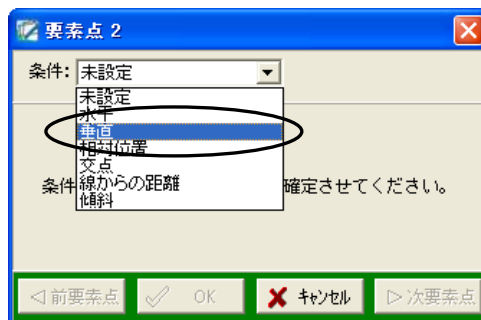 要素点 2
条件: 未設定
未設定
水平
垂直
相対位置
交点
線からの距離
傾斜
条件 確定させてください。
前要素点 OK キャンセル 次要素点